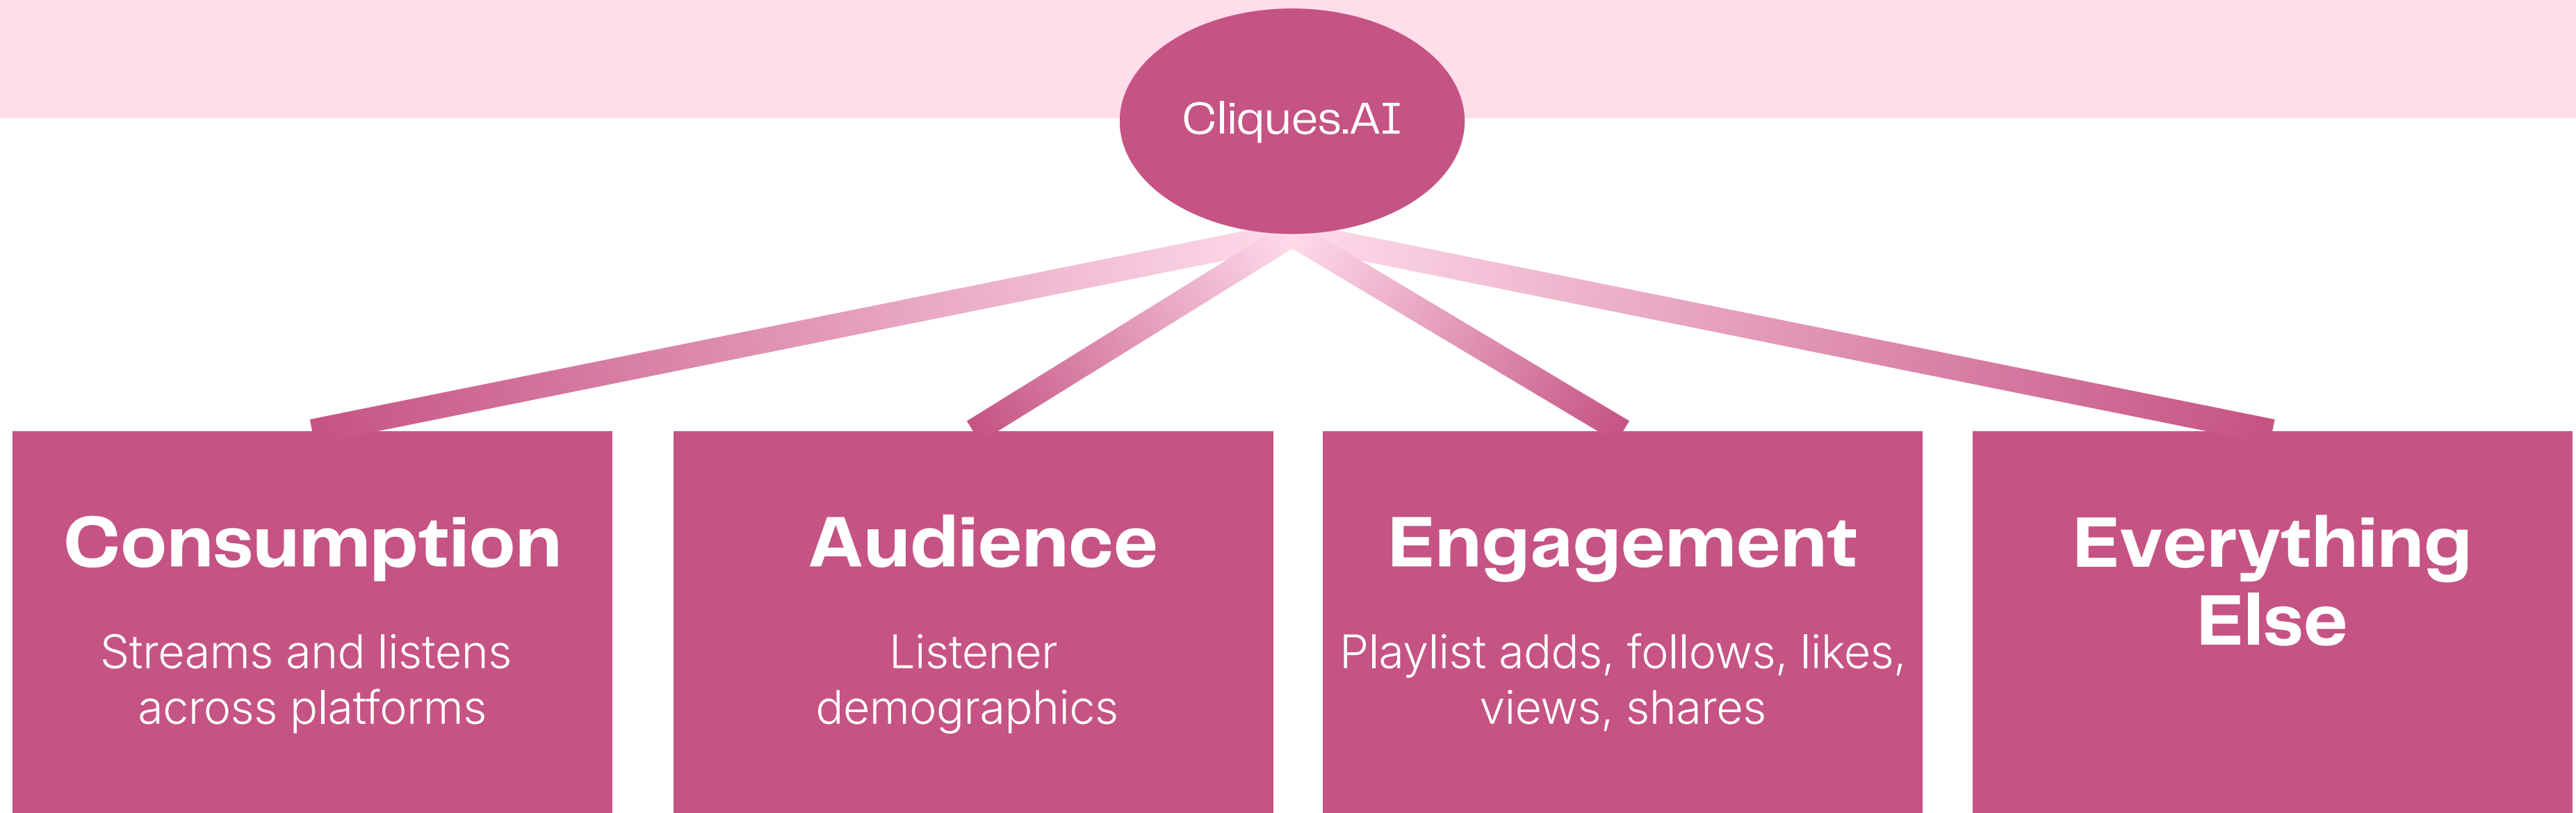 Cliques.AI
Consumption
Streams and listens
across platforms
Audience
Listener
demographics
Engagement
Playlist adds, follows, likes,
views, shares
Everything
Else